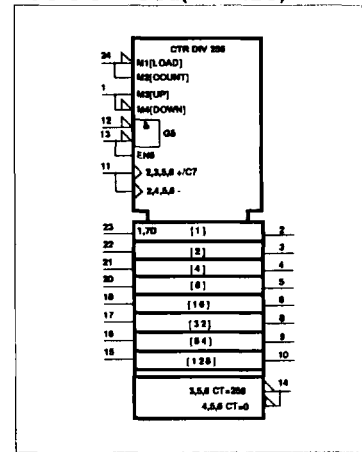 CTR DIV 256
24 M1[LOAD]
M2[COUNT]
1 M3[UP]
M4[DOWN]
12 &
13 G5
EN6
11 2,3,5,6 +/C7
2,4,5,6 -
23 1,7D [1] 2
22 [2] 3
21 [4] 4
20 [8] 5
[16] 6
17 [32] 8
16 [64] 9
15 [128] 10
14
3,5,6 CT=255
4,5,6 CT=0